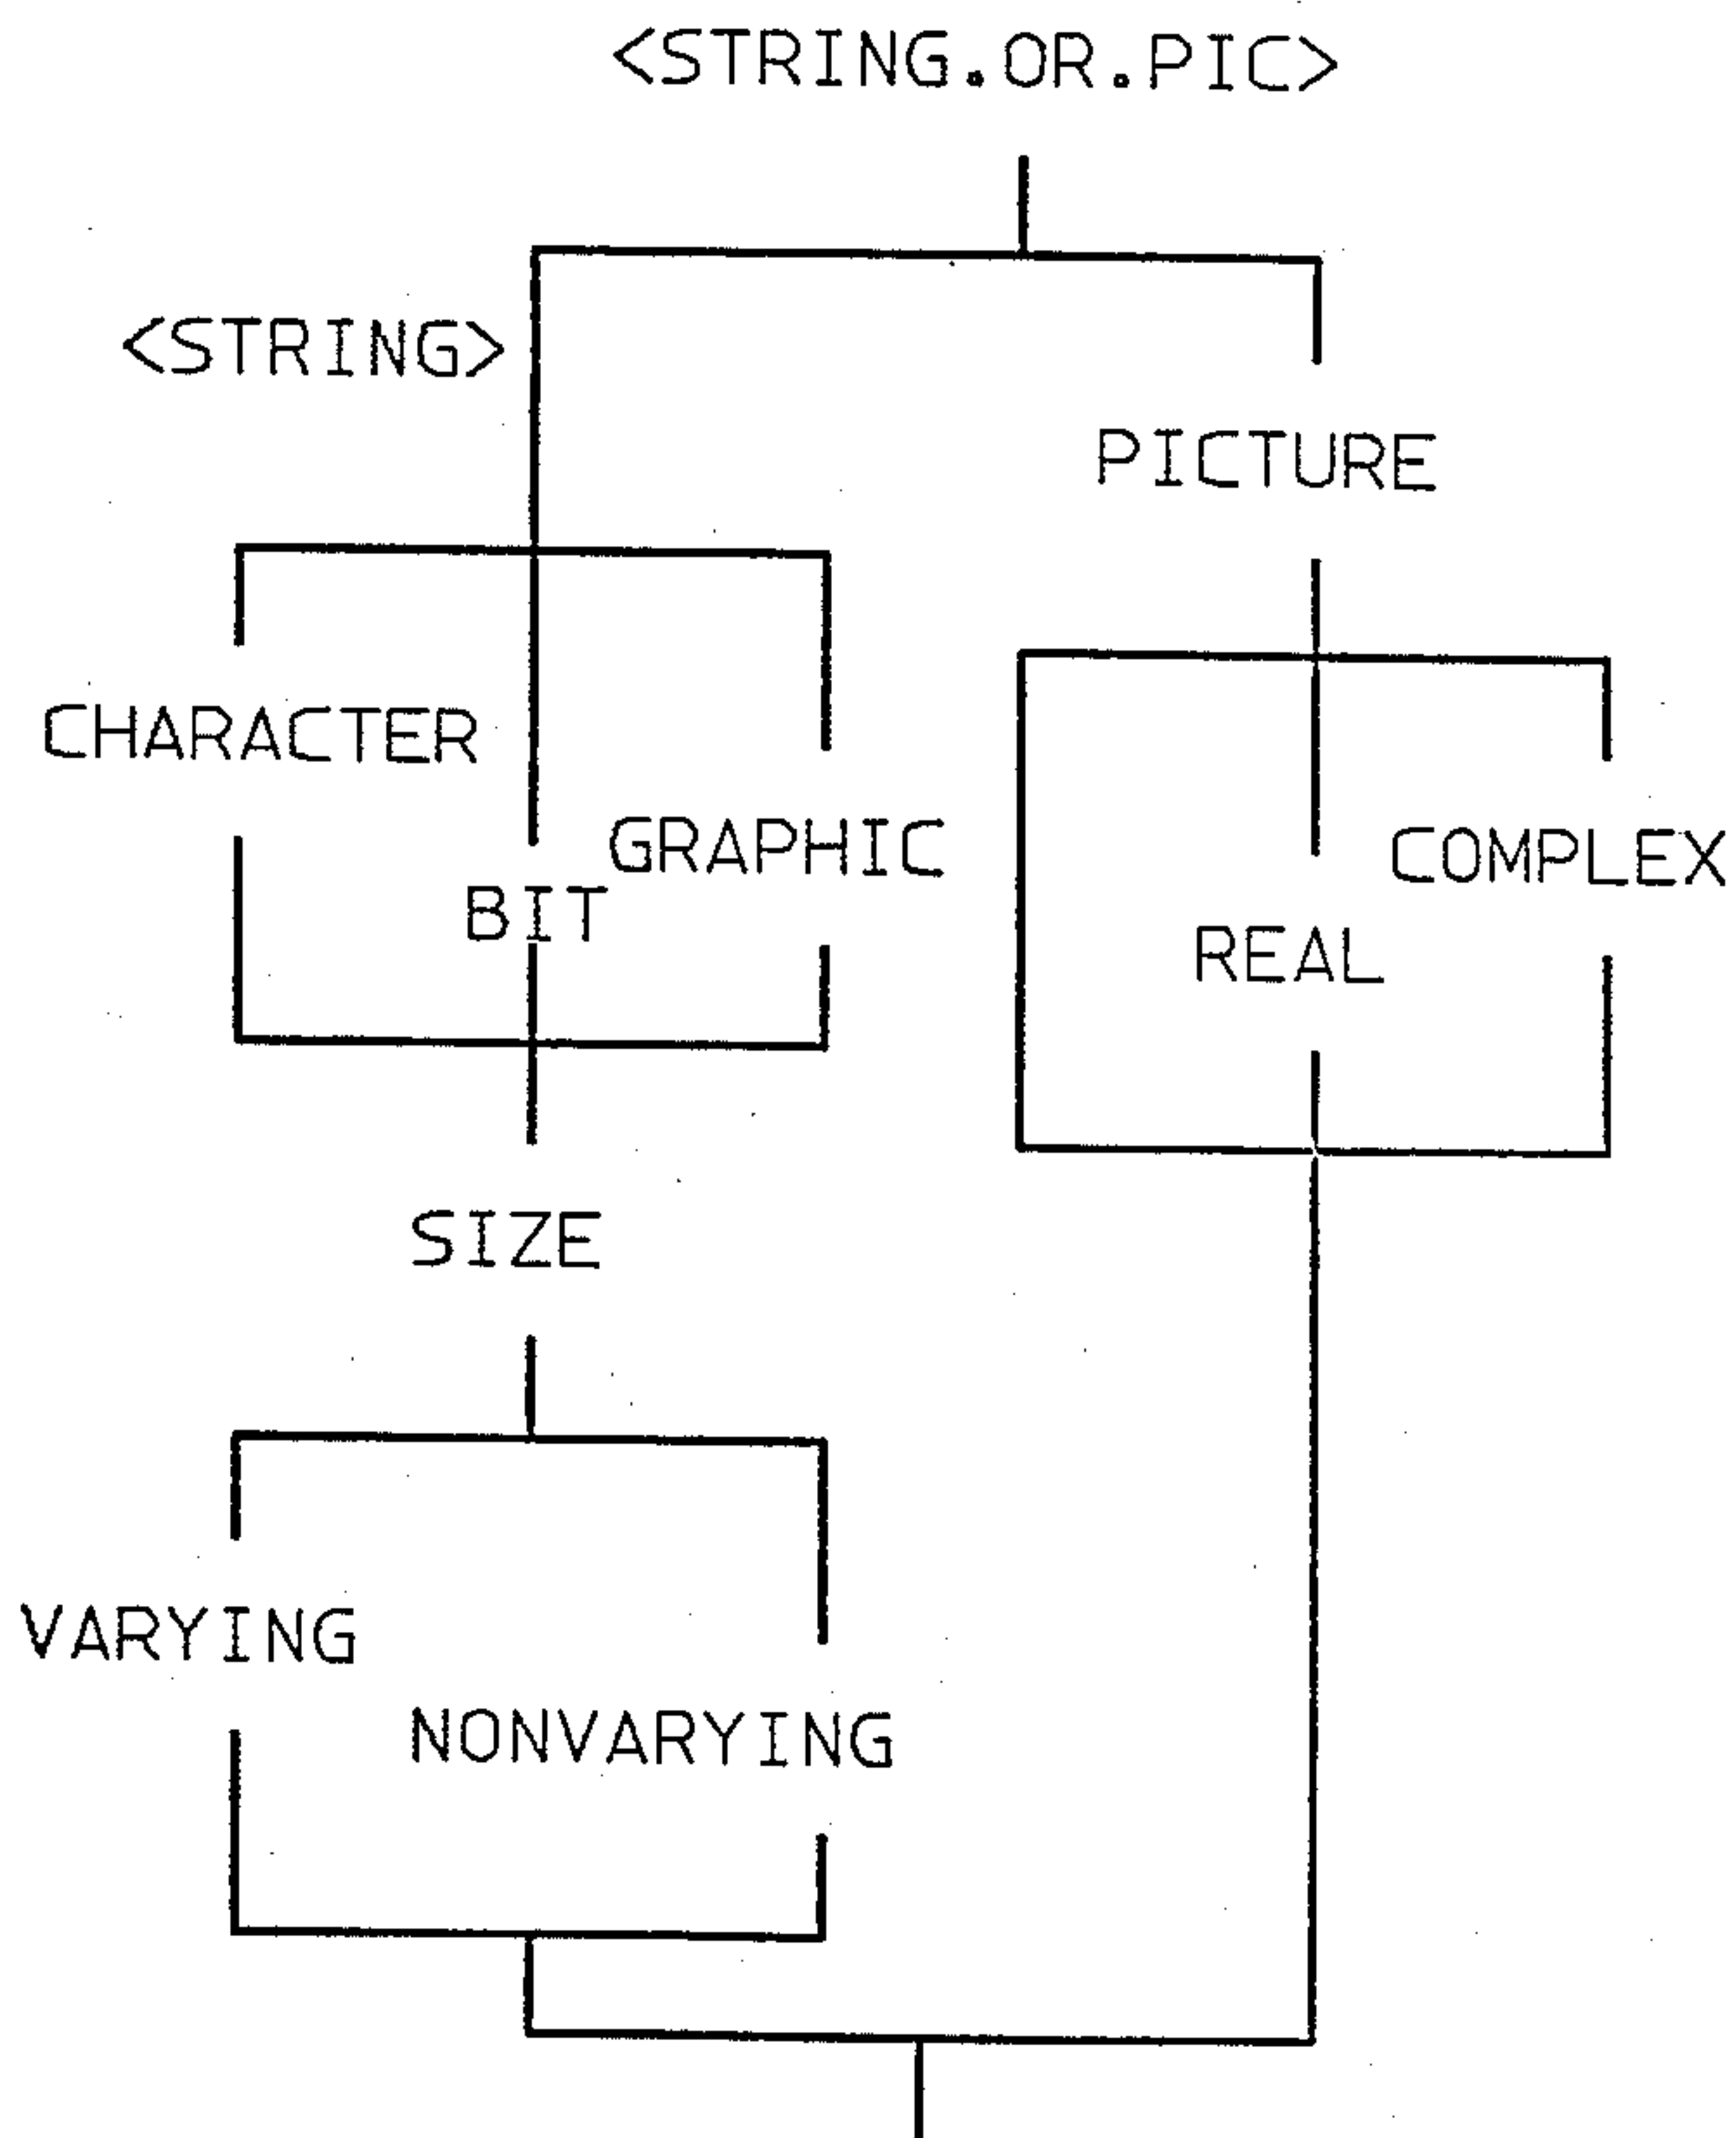 <STRING.OR.PIC>
<STRING>
PICTURE
CHARACTER
GRAPHIC
COMPLEX
BIT
REAL
SIZE
VARYING
NONVARYING